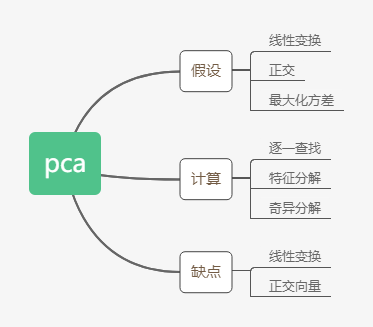 pca
假设
线性变换
正交
最大化方差
计算
逐一查找
特征分解
奇异分解
缺点
线性变换
正交向量